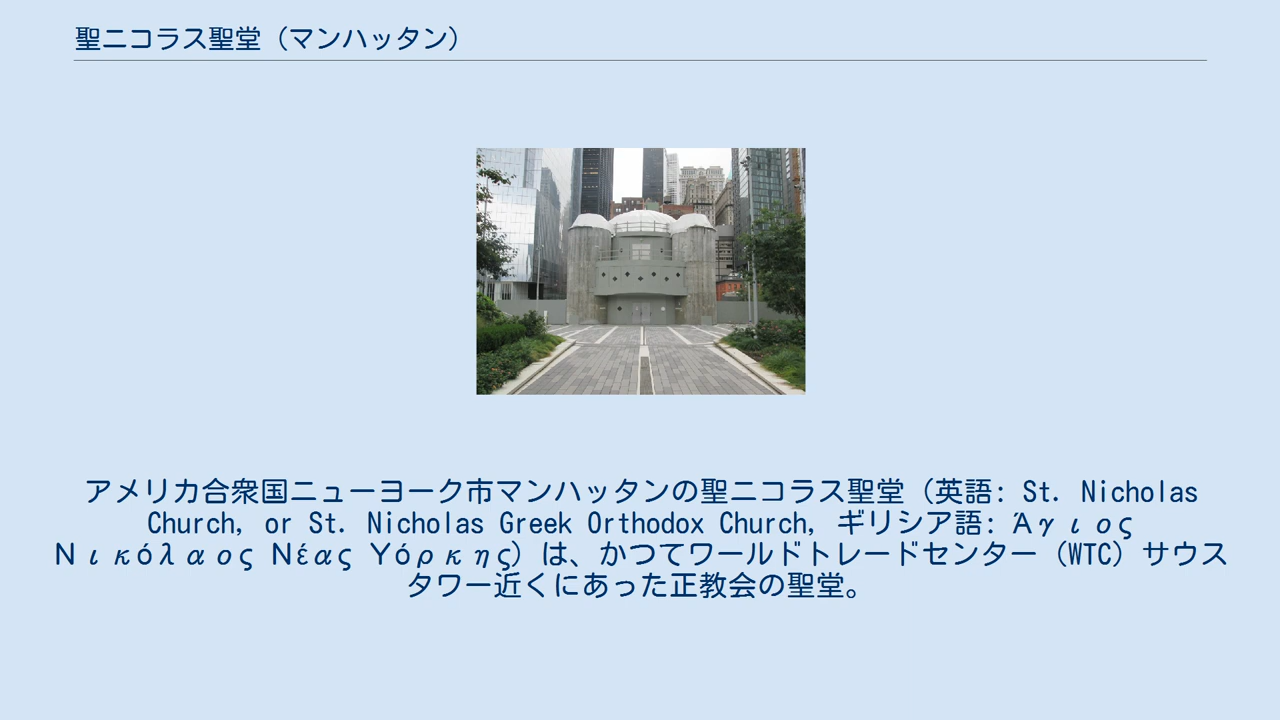 聖ニコラス聖堂（マンハッタン）
アメリカ合衆国ニューヨーク市マンハッタンの聖ニコラス聖堂（英語: St. Nicholas
Church, or St. Nicholas Greek Orthodox Church, ギリシア語: Άγιος
Νικόλαος Νέας Υόρκης）は、かつてワールドトレードセンター（WTC）サウス
タワー近くにあった正教会の聖堂。